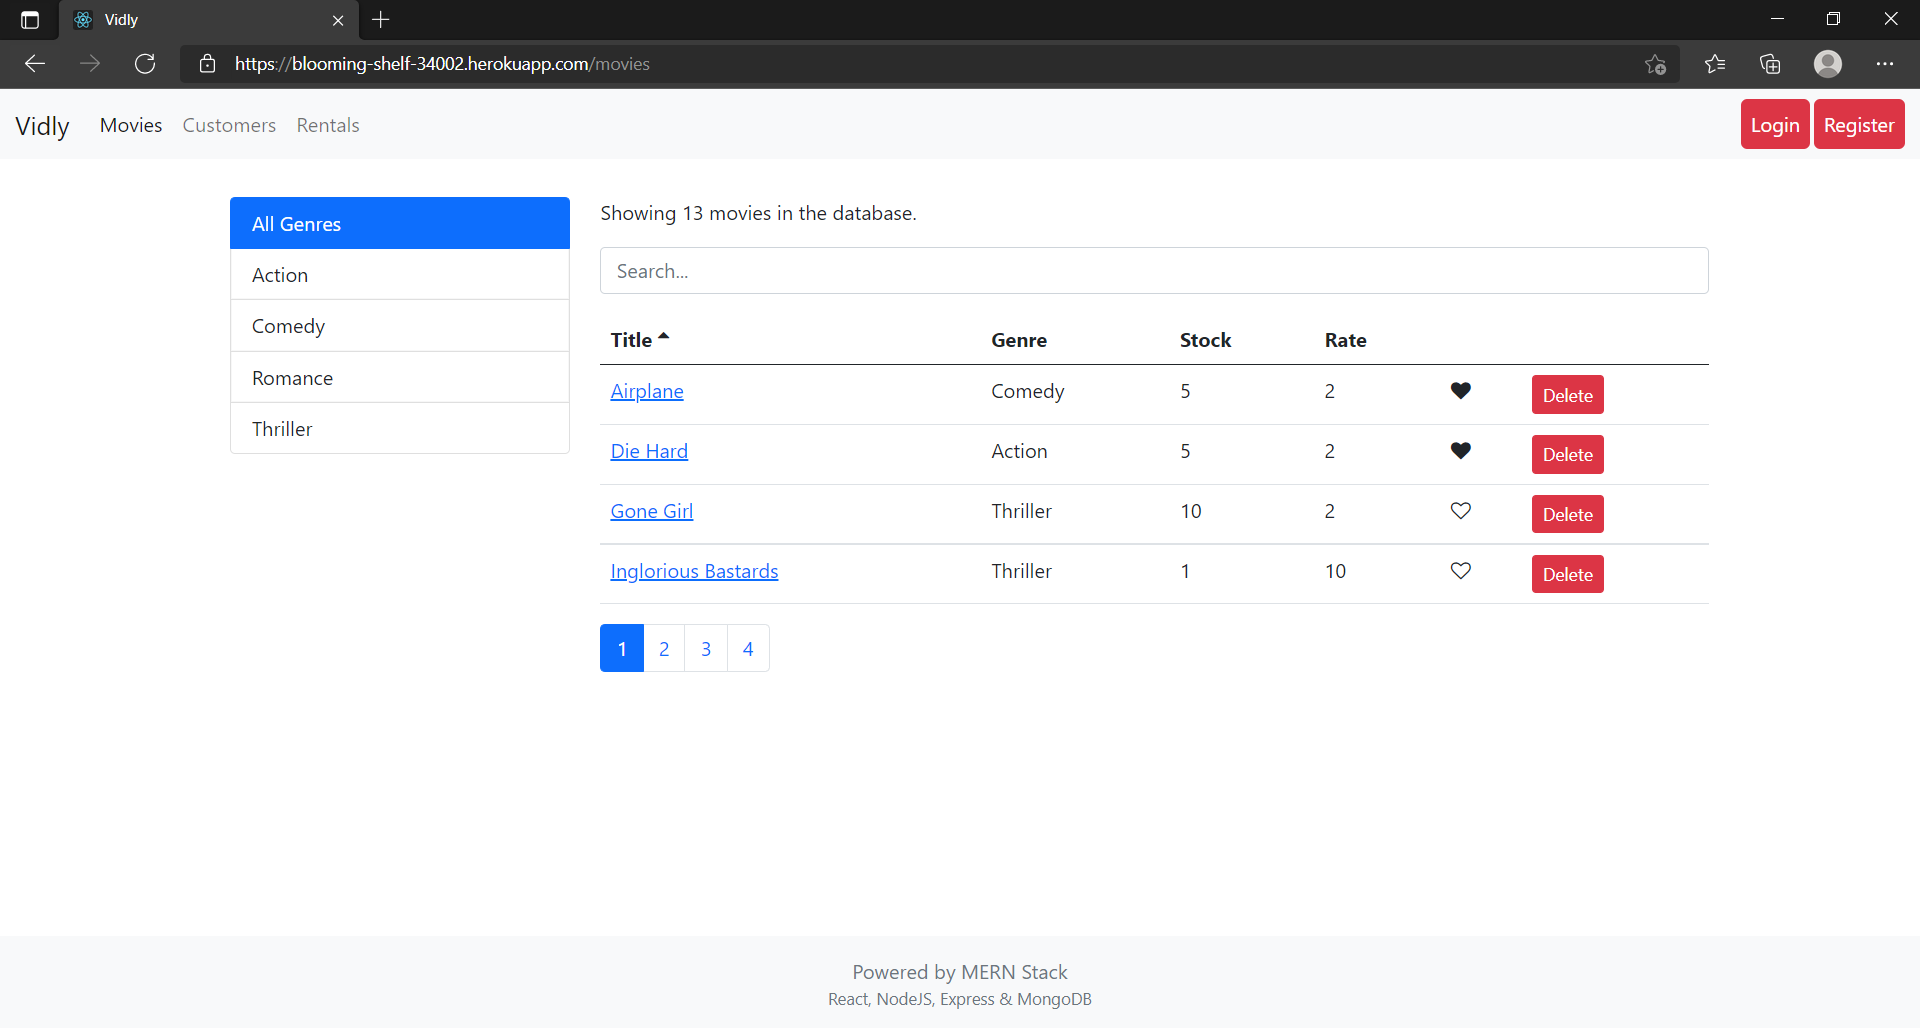 Vidly
https://blooming-shelf-34002.herokuapp.com/movies
Vidly Movies Customers Rentals Login Register
All Genres
Action
Comedy
Romance
Thriller
Showing 13 movies in the database.
Search...
Title Genre Stock Rate
Airplane Comedy 5 2 Delete
Die Hard Action 5 2 Delete
Gone Girl Thriller 10 2 Delete
Inglorious Bastards Thriller 1 10 Delete
1 2 3 4
Powered by MERN Stack
React, NodeJS, Express & MongoDB